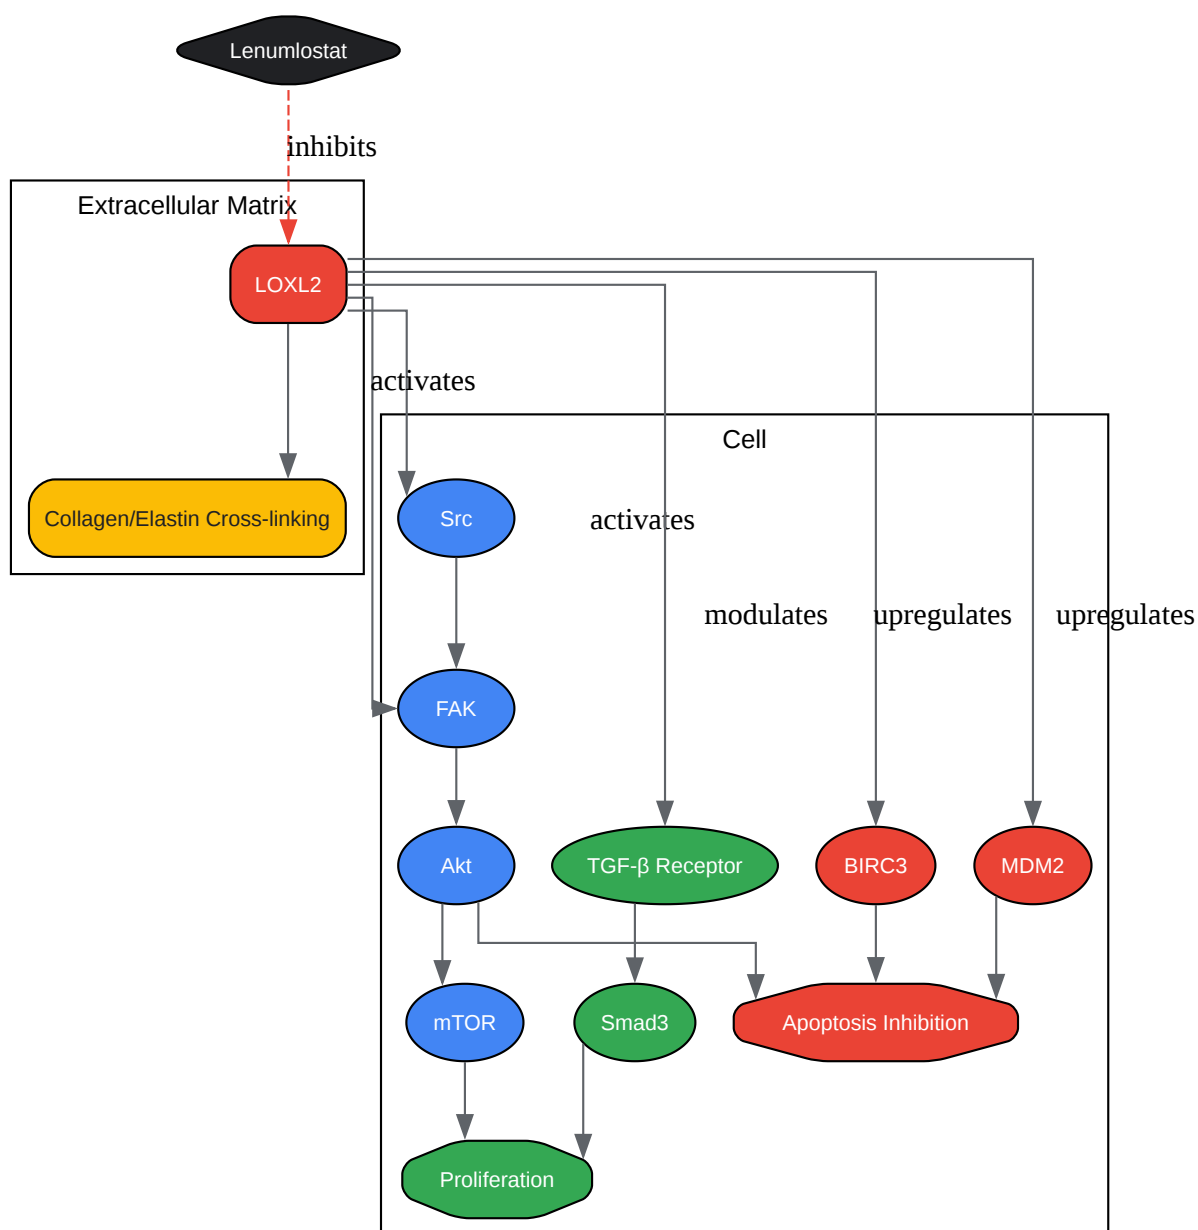 Lenumlostat
inhibits
Extracellular Matrix
LOXL2
activates
Cell
Collagen/Elastin Cross-linking
Src
activates
modulates
upregulates
upregulates
FAK
Akt
TGF-β Receptor
BIRC3
MDM2
mTOR
Smad3
Apoptosis Inhibition
Proliferation